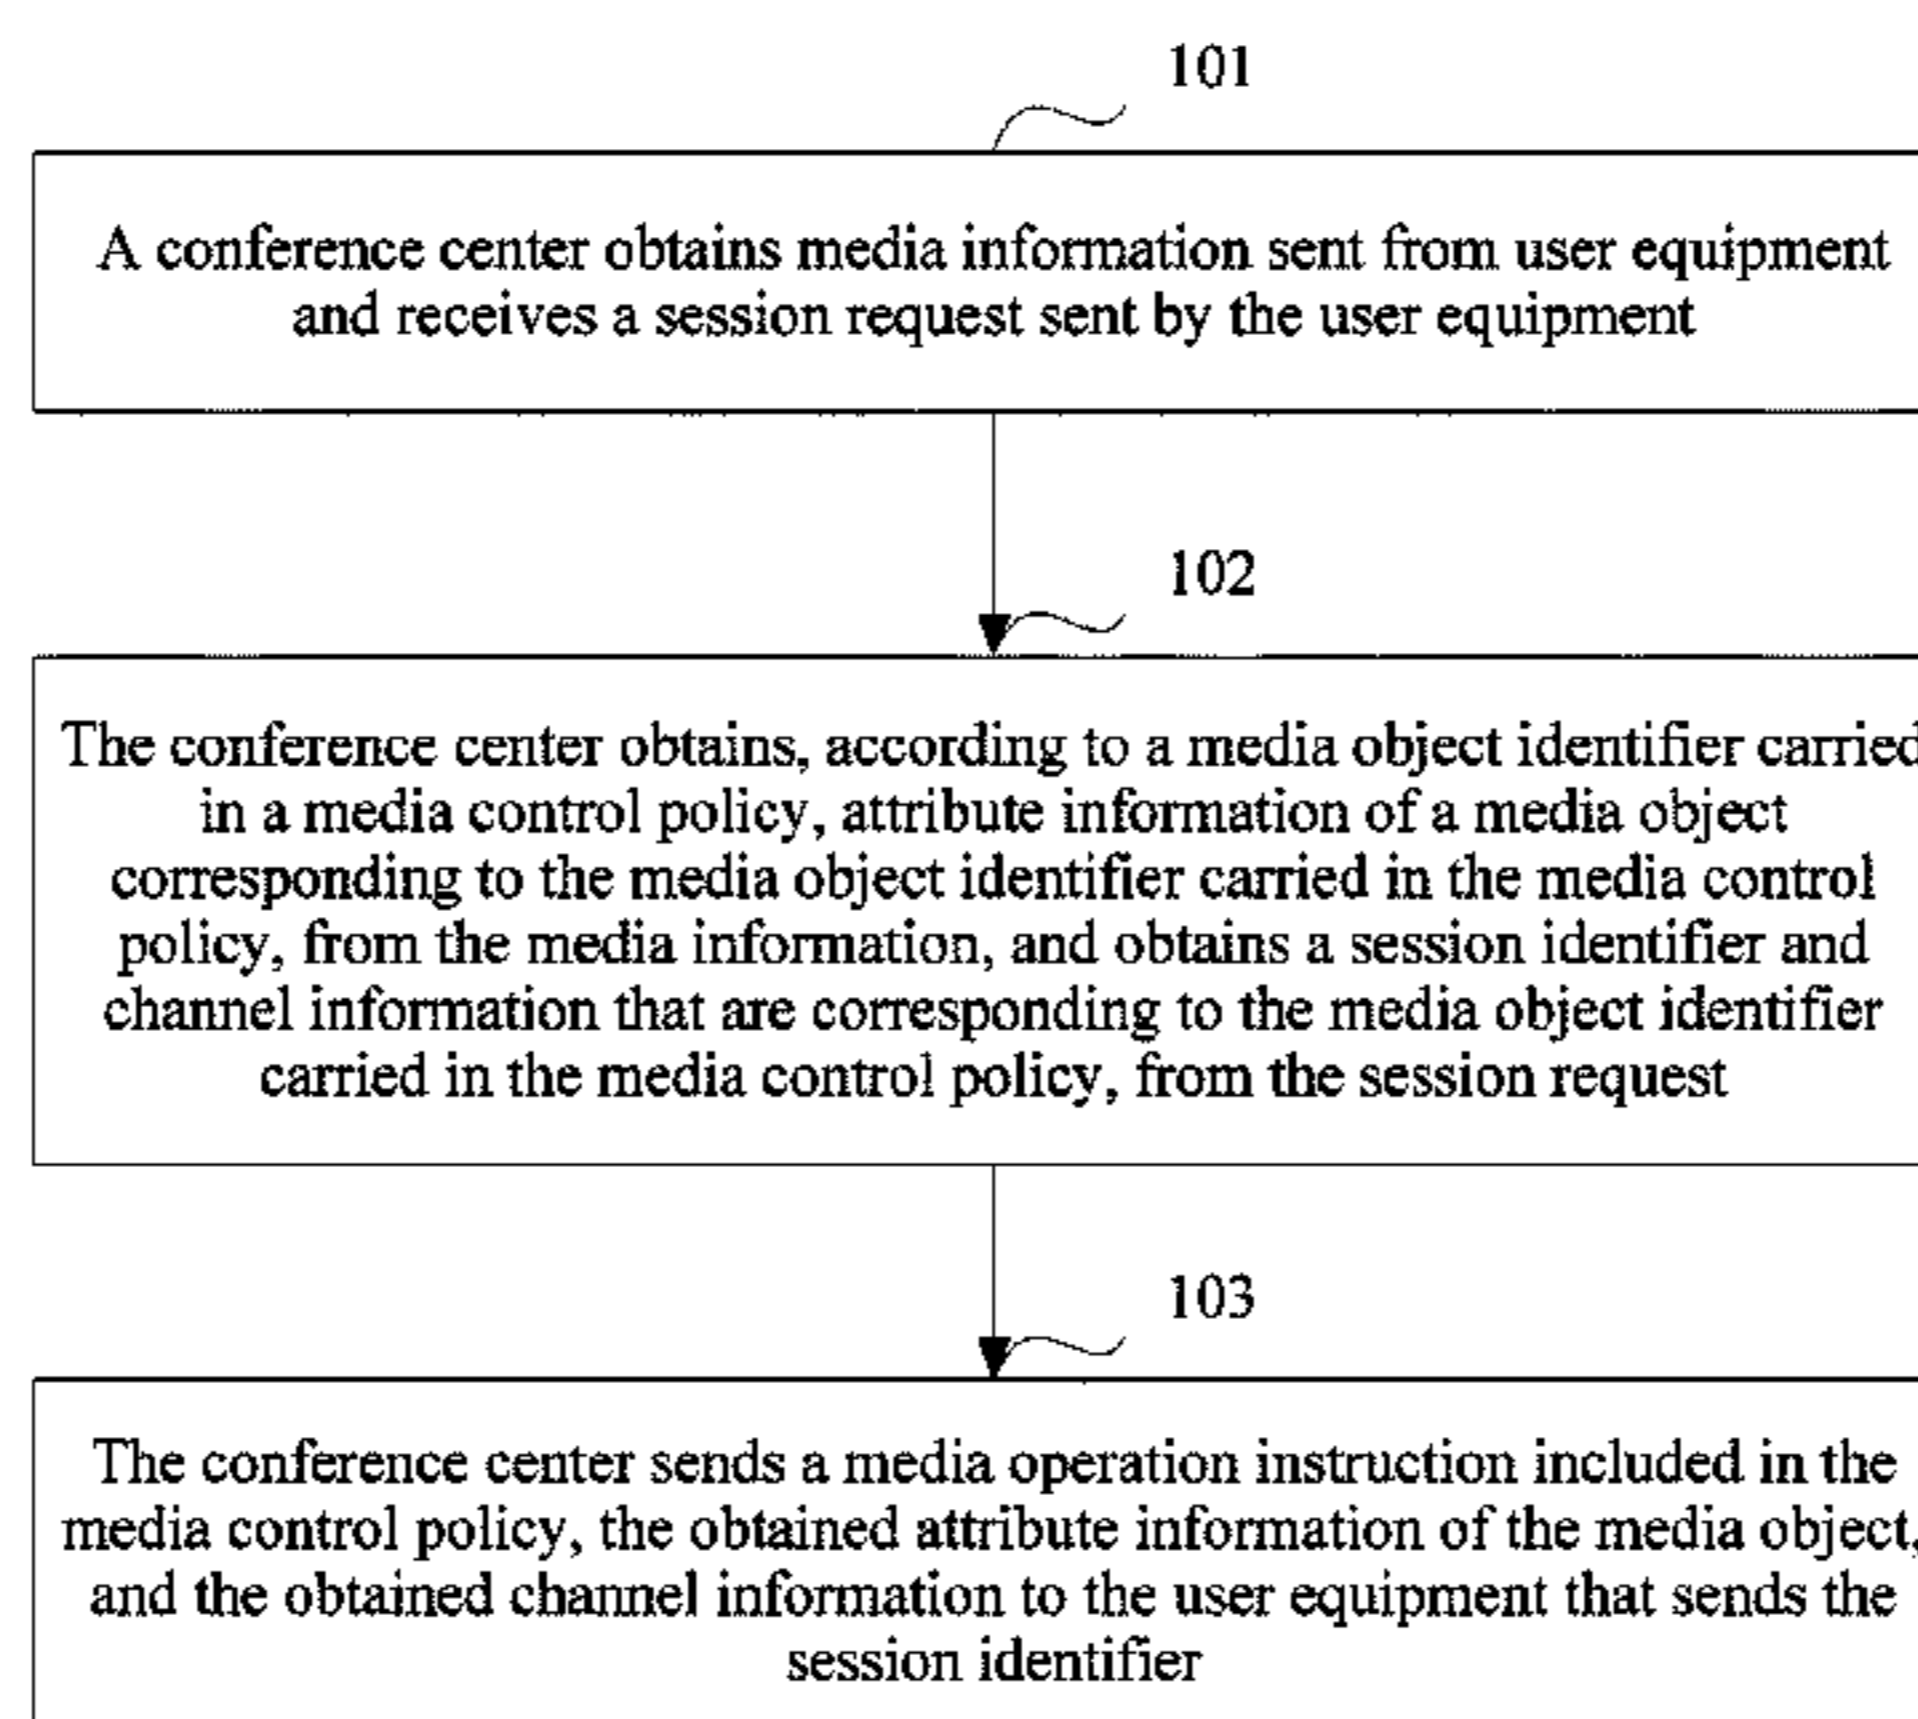 101
A conference center obtains media information sent from user equipment
and receives a session request sent by the user equipment
102
The conference center obtains, according to a media object identifier carried
in a media control policy, attribute information of a media object
corresponding to the media object identifier carried in the media control
policy, from the media information, and obtains a session identifier and
channel information that are corresponding to the media object identifier
carried in the media control policy, from the session request
103
The conference center sends a media operation instruction included in the
media control policy, the obtained attribute information of the media object,
and the obtained channel information to the user equipment that sends the
session identifier